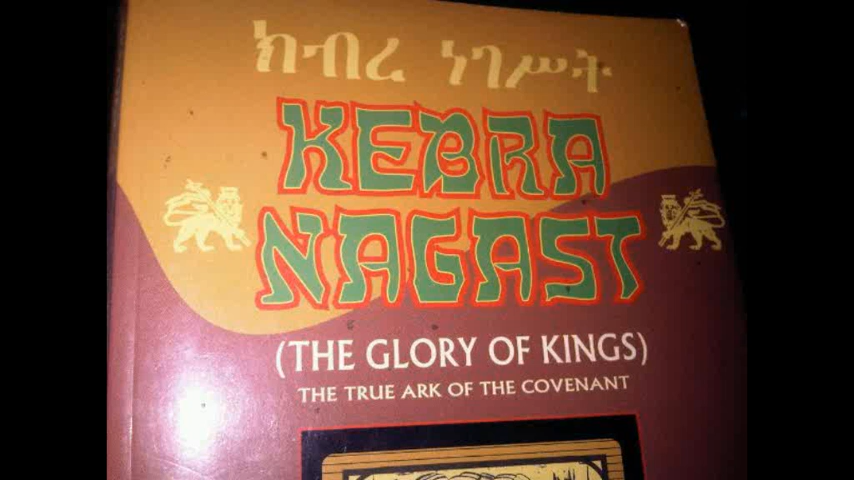 ክብረ ነገሥት
KEBRA
NAGAST
(THE GLORY OF KINGS)
THE TRUE ARK OF THE COVENANT